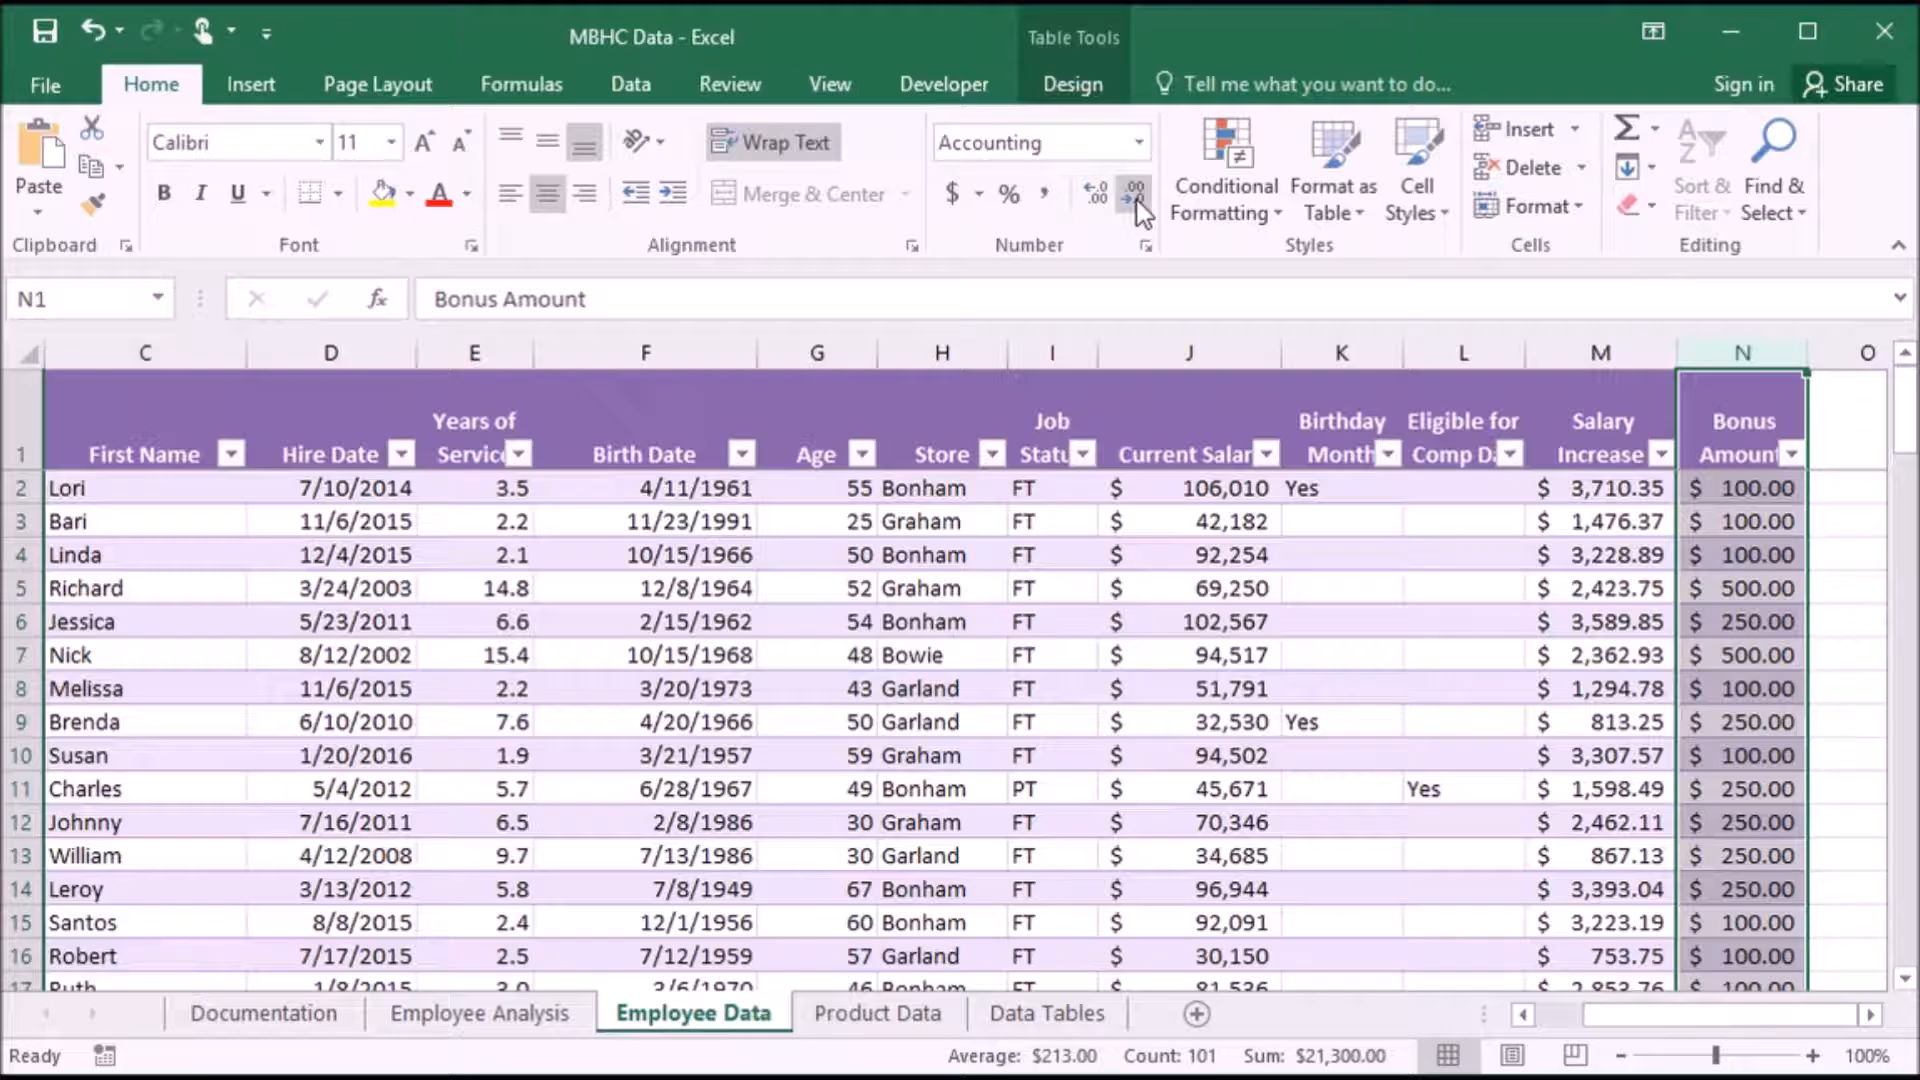 MBHC Data - Excel
Table Tools
File Home Insert Page Layout Formulas Data Review View Developer Design Tell me what you want to do... Sign in Share
Paste
Clipboard
Calibri 11
B I U A
Font
Wrap Text
Merge & Center
Alignment
Accounting
$ % ,
Number
Conditional Formatting
Format as Table
Cell Styles
Styles
Insert
Delete
Format
Cells
Sort & Filter
Find & Select
Editing
N1 fx Bonus Amount
C D E F G H I J K L M N O
1 First Name Hire Date Years of Service Birth Date Age Store Job Statu Current Salar Birthday Month Eligible for Comp Da Salary Increase Bonus Amount
2 Lori 7/10/2014 3.5 4/11/1961 55 Bonham FT $ 106,010 Yes $ 3,710.35 $ 100.00
3 Bari 11/6/2015 2.2 11/23/1991 25 Graham FT $ 42,182 $ 1,476.37 $ 100.00
4 Linda 12/4/2015 2.1 10/15/1966 50 Bonham FT $ 92,254 $ 3,228.89 $ 100.00
5 Richard 3/24/2003 14.8 12/8/1964 52 Graham FT $ 69,250 $ 2,423.75 $ 500.00
6 Jessica 5/23/2011 6.6 2/15/1962 54 Bonham FT $ 102,567 $ 3,589.85 $ 250.00
7 Nick 8/12/2002 15.4 10/15/1968 48 Bowie FT $ 94,517 $ 2,362.93 $ 500.00
8 Melissa 11/6/2015 2.2 3/20/1973 43 Garland FT $ 51,791 $ 1,294.78 $ 100.00
9 Brenda 6/10/2010 7.6 4/20/1966 50 Garland FT $ 32,530 Yes $ 813.25 $ 250.00
10 Susan 1/20/2016 1.9 3/21/1957 59 Graham FT $ 94,502 $ 3,307.57 $ 100.00
11 Charles 5/4/2012 5.7 6/28/1967 49 Bonham PT $ 45,671 Yes $ 1,598.49 $ 250.00
12 Johnny 7/16/2011 6.5 2/8/1986 30 Graham FT $ 70,346 $ 2,462.11 $ 250.00
13 William 4/12/2008 9.7 7/13/1986 30 Garland FT $ 34,685 $ 867.13 $ 250.00
14 Leroy 3/13/2012 5.8 7/8/1949 67 Bonham FT $ 96,944 $ 3,393.04 $ 250.00
15 Santos 8/8/2015 2.4 12/1/1956 60 Bonham FT $ 92,091 $ 3,223.19 $ 100.00
16 Robert 7/17/2015 2.5 7/12/1959 57 Garland FT $ 30,150 $ 753.75 $ 100.00
17 Ruth 1/8/2015 3.0 3/6/1970 46 Bonham FT $ 81,536 $ 2,853.76 $ 100.00
Documentation Employee Analysis Employee Data Product Data Data Tables
Ready Average: $213.00 Count: 101 Sum: $21,300.00 100%